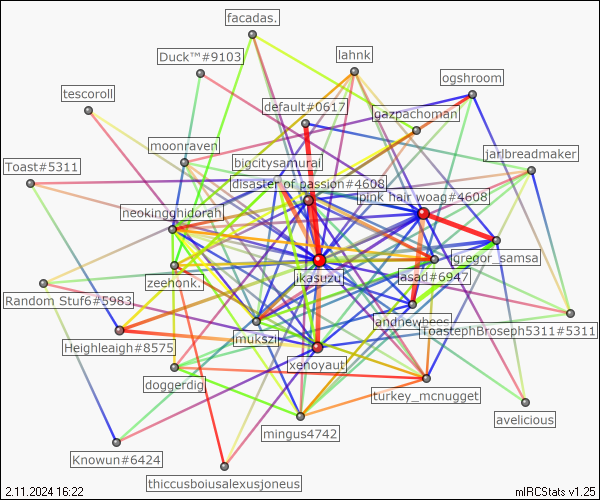 facadas.
Duck™#9103
lahnk
ogshroom
tescoroll
default#0617
gazpachoman
moonraven
jarlbreadmaker
bigcitysamurai
Toast#5311
disaster of passion#4608
pink hair woag#4608
neokingghidorah
gregor_samsa
jasad#6947
ikasuzu
zeehonk.
Random Stuf6#5983
andnewhees
ToastephBroseph5311#5311
mukszi
Heighleaigh#8575
xenoyaut
doggerdig
turkey_mcnugget
avelicious
mingus4742
Knowun#6424
thiccusboiusalexusjoneus
2.11.2024 16:22
mIRCStats v1.25